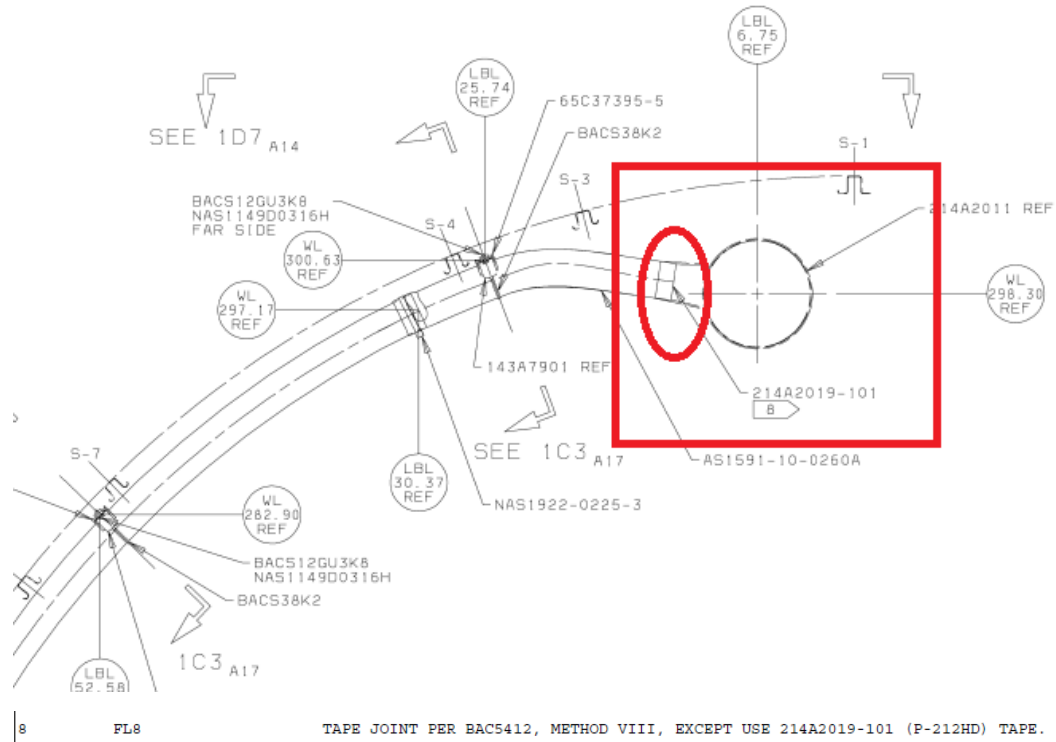 LBL
6.75
REF
LBL
25.74
REF
65C37395-5
BACS38K2
SEE 1D7 A14
S-1
S-3
BACS12GU3K8
NAS1149D0316H
FAR SIDE
S-4
214A2011 REF
WL
300.63
REF
WL
297.17
REF
WL
298.30
REF
143A7901 REF
214A2019-101
8
SEE 1C3 A17
AS1591-10-0260A
S-7
LBL
30.37
REF
NAS1922-0225-3
WL
282.90
REF
BACS12GU3K8
NAS1149D0316H
BACS38K2
1C3 A17
LBL
52.58
8 FL8 TAPE JOINT PER BAC5412, METHOD VIII, EXCEPT USE 214A2019-101 (P-212HD) TAPE.